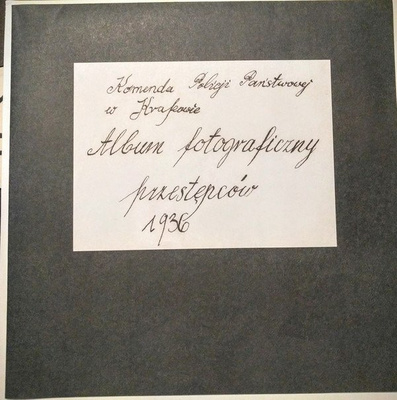 Komenda Policji Państwowej
w Krakowie
Album fotograficzny
przestępców
1936